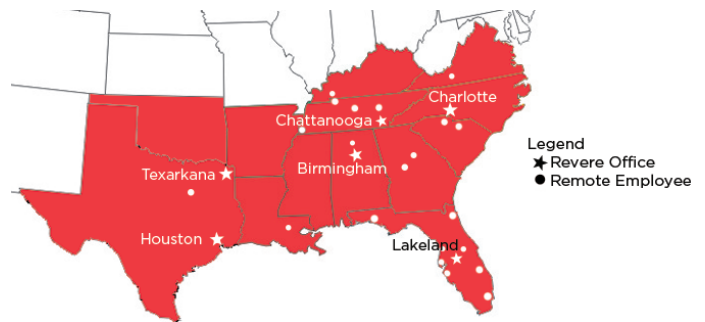 Charlotte
Chattanooga
Legend
Revere Office
Birmingham
Texarkana
Remote Employee
Houston
Lakeland